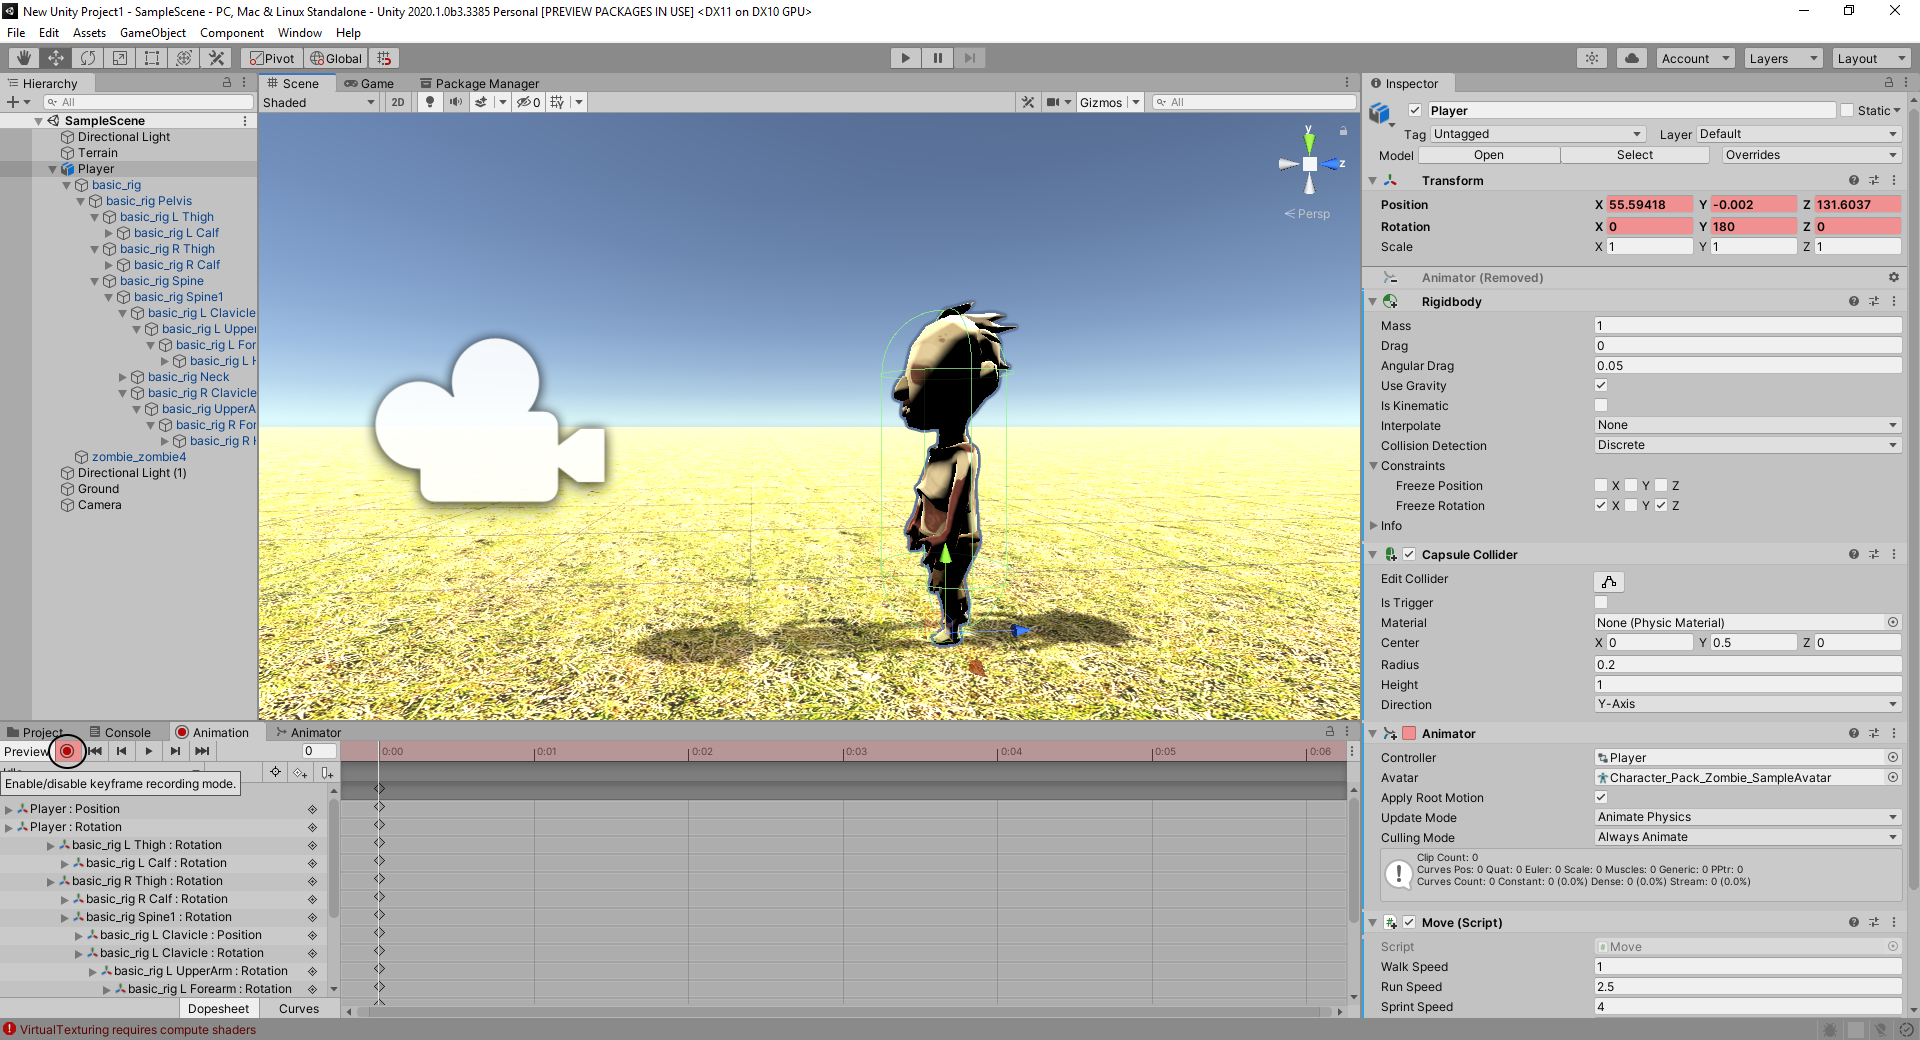 New Unity Project1 - SampleScene - PC, Mac & Linux Standalone - Unity 2020.1.0b3.3385 Personal [PREVIEW PACKAGES IN USE] <DX11 on DX10 GPU>
File Edit Assets GameObject Component Window Help
Pivot Global Account Layers Layout
Hierarchy
All
SampleScene
Directional Light
Terrain
Player
basic_rig
basic_rig Pelvis
basic_rig L Thigh
basic_rig L Calf
basic_rig R Thigh
basic_rig R Calf
basic_rig Spine
basic_rig Spine1
basic_rig L Clavicle
basic_rig L Upper
basic_rig L For
basic_rig L H
basic_rig Neck
basic_rig R Clavicle
basic_rig UpperA
basic_rig R For
basic_rig R H
zombie_zombie4
Directional Light (1)
Ground
Camera
Scene Game Package Manager
Shaded 2D 0 Gizmos All
y
z
Persp
Inspector
Player Static
Tag Untagged Layer Default
Model Open Select Overrides
Transform
Position X 55.59418 Y -0.002 Z 131.6037
Rotation X 0 Y 180 Z 0
Scale X 1 Y 1 Z 1
Animator (Removed)
Rigidbody
Mass 1
Drag 0
Angular Drag 0.05
Use Gravity
Is Kinematic
Interpolate None
Collision Detection Discrete
Constraints
Freeze Position X Y Z
Freeze Rotation X Y Z
Info
Capsule Collider
Edit Collider
Is Trigger
Material None (Physic Material)
Center X 0 Y 0.5 Z 0
Radius 0.2
Height 1
Direction Y-Axis
Animator
Controller Player
Avatar Character_Pack_Zombie_SampleAvatar
Apply Root Motion
Update Mode Animate Physics
Culling Mode Always Animate
Clip Count: 0
Curves Pos: 0 Quat: 0 Euler: 0 Scale: 0 Muscles: 0 Generic: 0 PPtr: 0
Curves Count: 0 Constant: 0 (0.0%) Dense: 0 (0.0%) Stream: 0 (0.0%)
Move (Script)
Script Move
Walk Speed 1
Run Speed 2.5
Sprint Speed 4
Project Console Animation Animator
Preview 0 0:00 0:01 0:02 0:03 0:04 0:05 0:06
Enable/disable keyframe recording mode.
Player : Position
Player : Rotation
basic_rig L Thigh : Rotation
basic_rig L Calf : Rotation
basic_rig R Thigh : Rotation
basic_rig R Calf : Rotation
basic_rig Spine1 : Rotation
basic_rig L Clavicle : Position
basic_rig L Clavicle : Rotation
basic_rig L UpperArm : Rotation
basic_rig L Forearm : Rotation
Dopesheet Curves
VirtualTexturing requires compute shaders